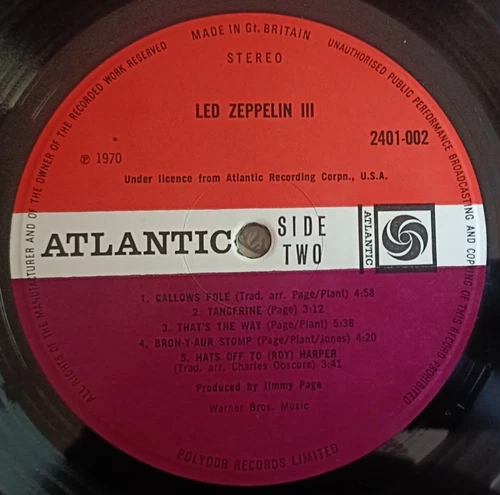 MADE IN Gt. BRITAIN
UNAUTHORISED PUBLIC PERFORMANCE BROADCASTING AND COPYING OF THIS RECORD PROHIBITED
ALL RIGHTS OF THE MANUFACTURER AND OF THE OWNER OF THE RECORDED WORK RESERVED
STEREO
LED ZEPPELIN III
2401-002
℗ 1970
Under licence from Atlantic Recording Corpn., U.S.A.
ATLANTIC
SIDE
TWO
ATLANTIC
1. GALLOWS POLE (Trad. arr. Page/Plant) 4:58
2. TANGERINE (Page) 3:12
3. THAT'S THE WAY (Page/Plant) 5:38
4. BRON-Y-AUR STOMP (Page/Plant/Jones) 4:20
5. HATS OFF TO (ROY) HARPER
(Trad. arr. Charles Obscure) 3:41
Produced by Jimmy Page
Warner Bros. Music
POLYDOR RECORDS LIMITED